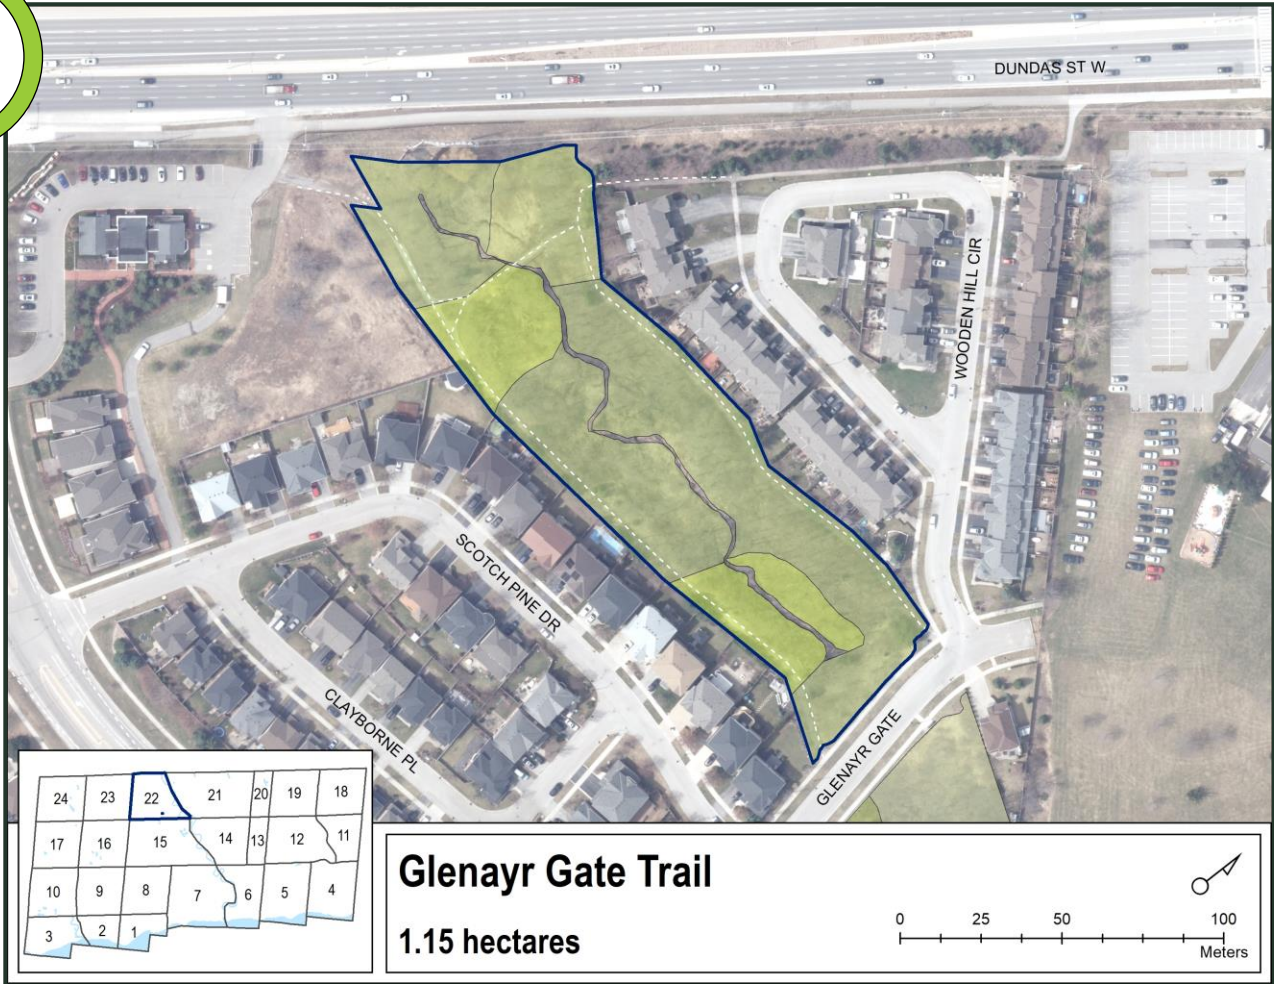 DUNDAS ST W
WOODEN HILL CIR
SCOTCH PINE DR
CLAYBORNE PL
GLENAYR GATE
24 23 22 21 20 19 18
17 16 15 14 13 12 11
10 9 8 7 6 5 4
3 2 1
Glenayr Gate Trail
1.15 hectares
0 25 50 100
Meters